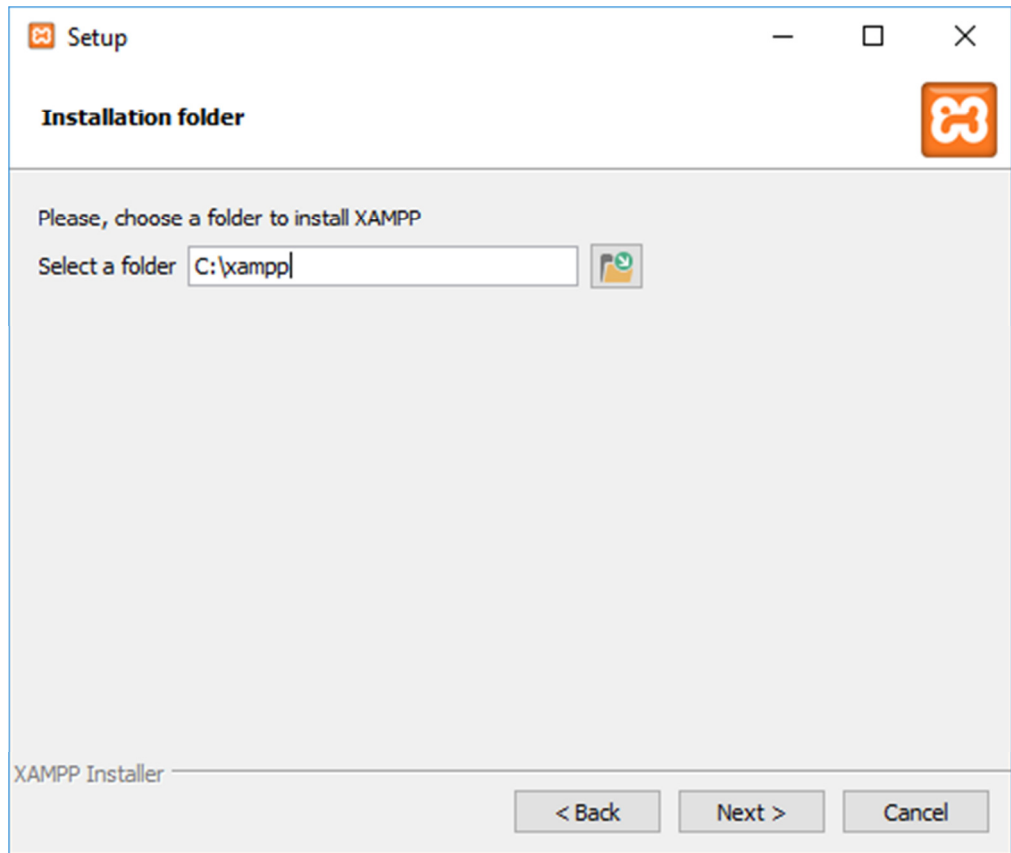 Setup
Installation folder
Please, choose a folder to install XAMPP
Select a folder C:\xampp
XAMPP Installer
< Back Next > Cancel